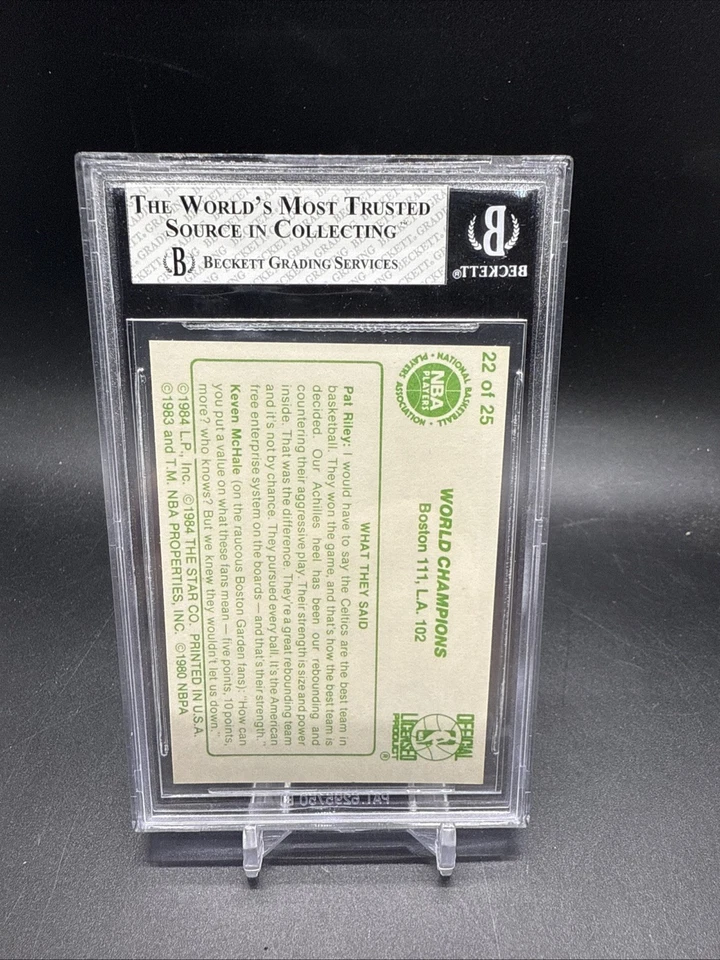 THE WORLD'S MOST TRUSTED
SOURCE IN COLLECTING™
B BECKETT GRADING SERVICES
B
BECKETT®
22 of 25
NATIONAL BASKETBALL
PLAYERS
ASSOCIATION
NBA
PLAYERS
WORLD CHAMPIONS
Boston 111, L.A. 102
OFFICIAL
LICENSED
PRODUCT
®
WHAT THEY SAID
Pat Riley: I would have to say the Celtics are the best team in
basketball. They won the game, and that's how the best team is
decided. Our Achilles heel has been our rebounding and
countering their aggressive play. Their strength is size and power
inside. That was the difference. They're a great rebounding team
and it's not by chance. They pursued every ball. It's the American
free enterprise system on the boards — and that's their strength."
Keven McHale (on the raucous Boston Garden fans): "How can
you put a value on what these fans mean — five points, 10 points,
more? who knows? But we knew they wouldn't let us down."
©1984 L.P., Inc. ©1984 THE STAR CO. PRINTED IN U.S.A.
©1983 and T.M. NBA PROPERTIES, INC. ©1980 NBPA